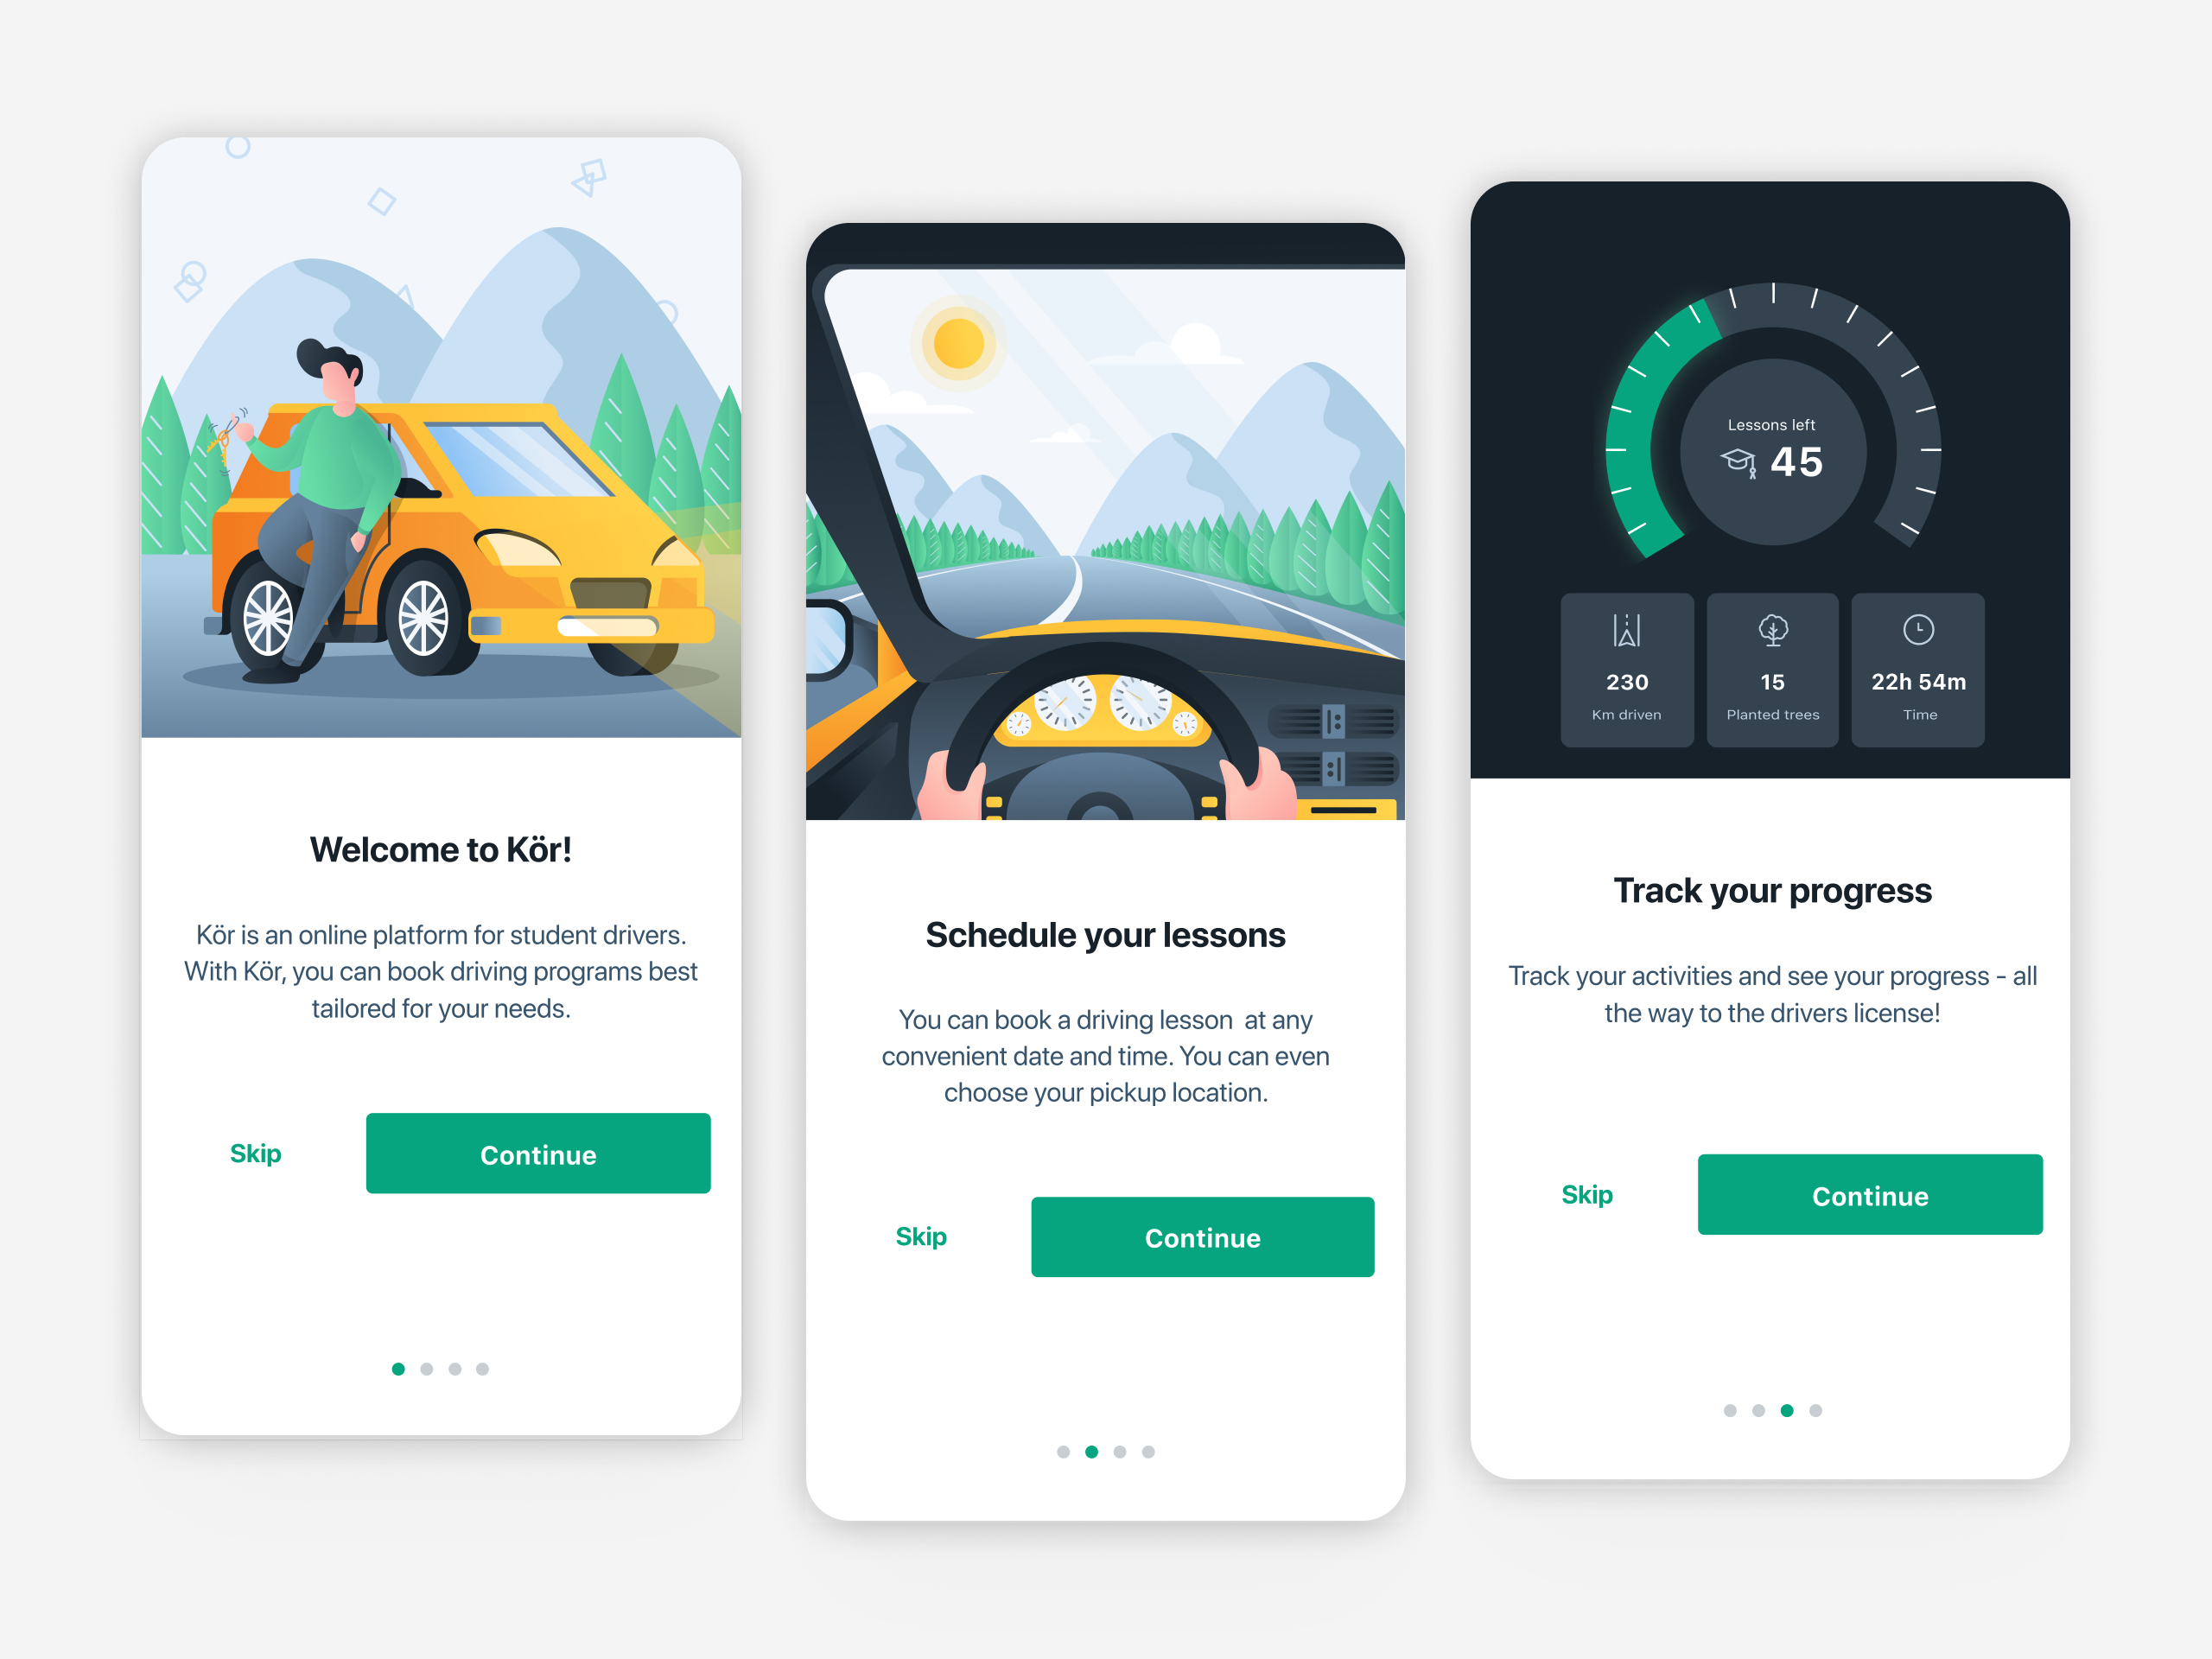 Welcome to Kör!
Kör is an online platform for student drivers.
With Kör, you can book driving programs best
tailored for your needs.
Skip
Continue
Schedule your lessons
You can book a driving lesson  at any
convenient date and time. You can even
choose your pickup location.
Skip
Continue
Lessons left
45
230
Km driven
15
Planted trees
22h 54m
Time
Track your progress
Track your activities and see your progress - all
the way to the drivers license!
Skip
Continue